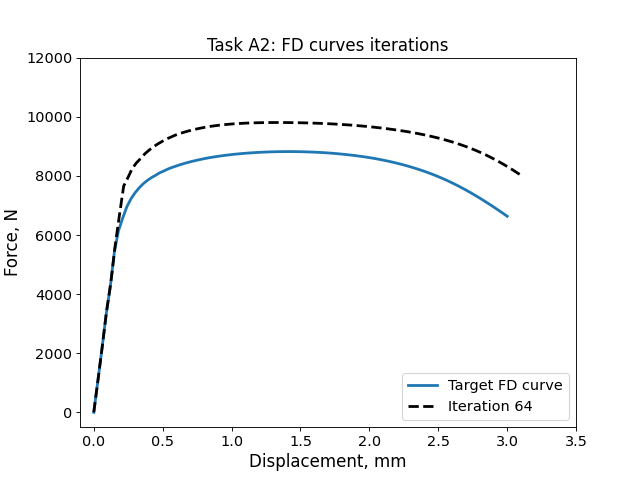 Task A2: FD curves iterations
12000
10000
8000
6000
4000
2000
0
Force, N
0.0 0.5 1.0 1.5 2.0 2.5 3.0 3.5
Displacement, mm
Target FD curve
Iteration 64